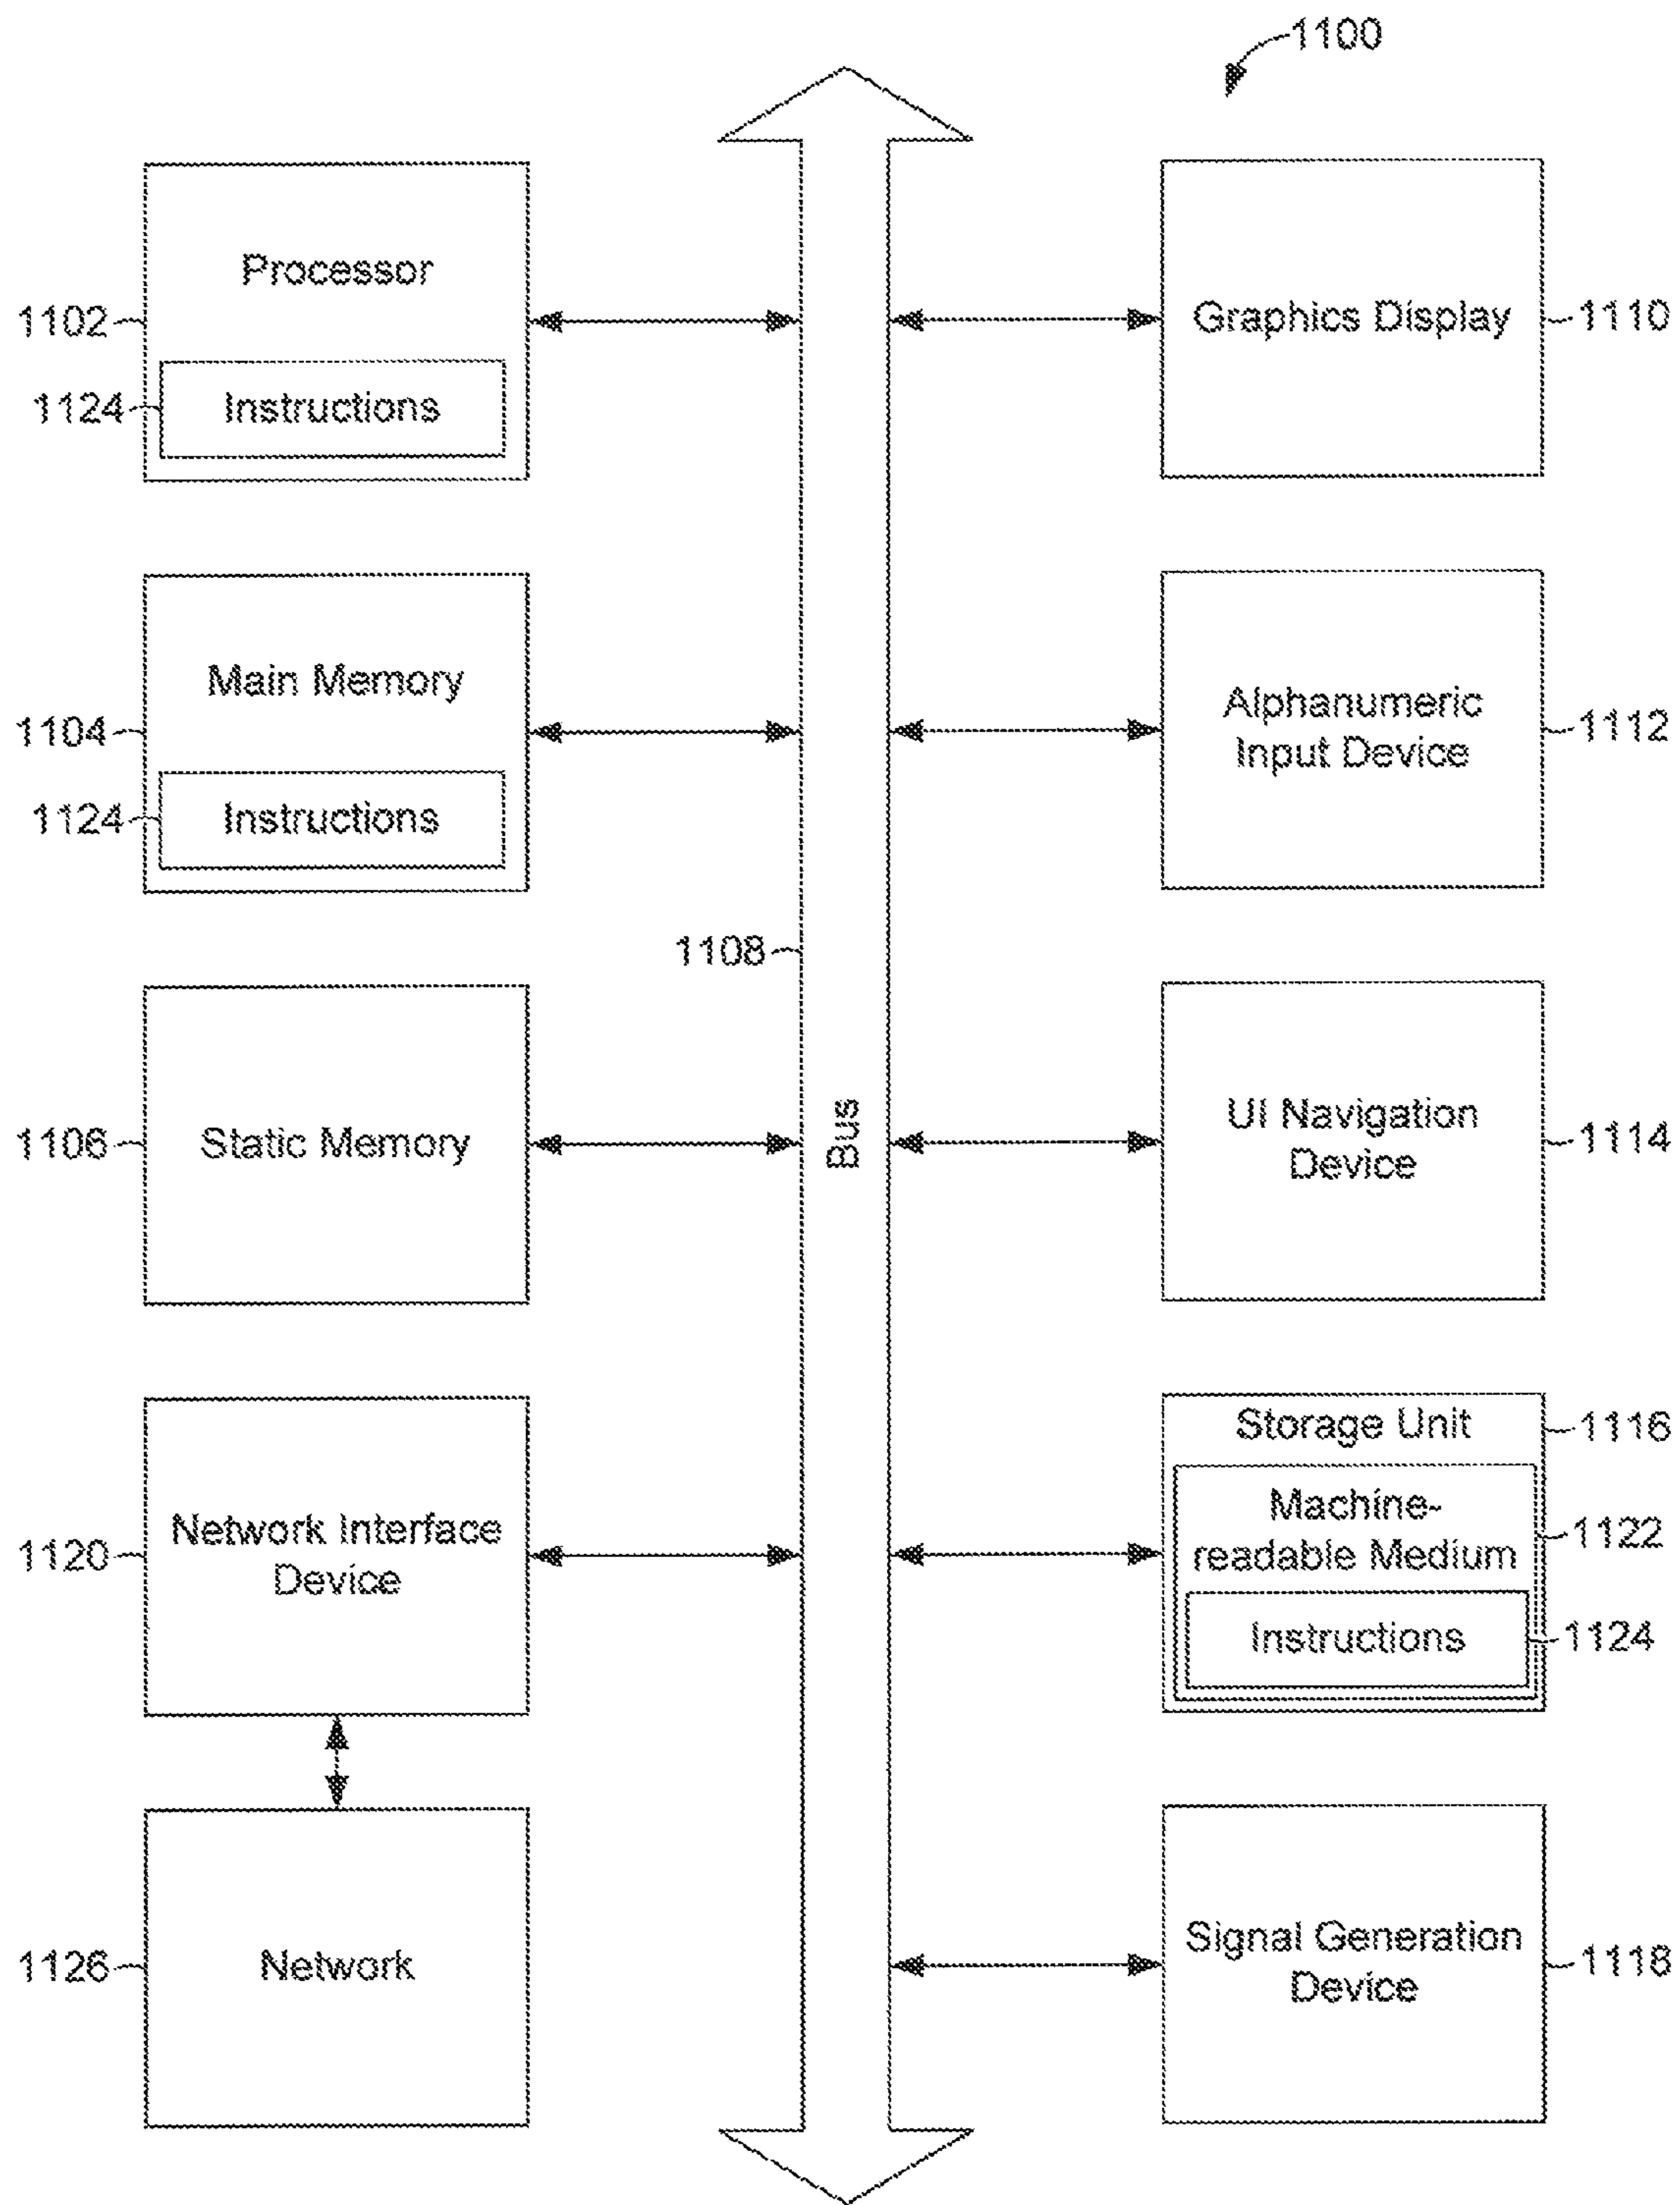 1100
Processor
1102
1124
Instructions
Main Memory
1104
1124
Instructions
1108
Static Memory
1106
Network Interface
Device
1120
1126
Network
Bus
Graphics Display
1110
Alphanumeric
Input Device
1112
UI Navigation
Device
1114
Storage Unit
1116
Machine-
readable Medium
1122
Instructions
1124
Signal Generation
Device
1118